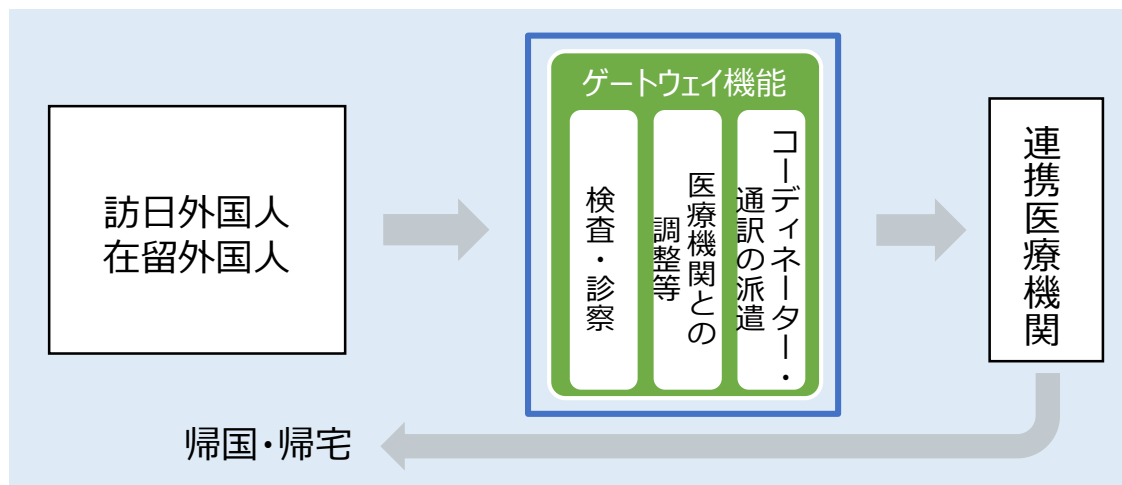 訪日外国人
在留外国人
ゲートウェイ機能
検査・診察
医療機関との
調整等
コーディネーター・
通訳の派遣
連携医療機関
帰国・帰宅